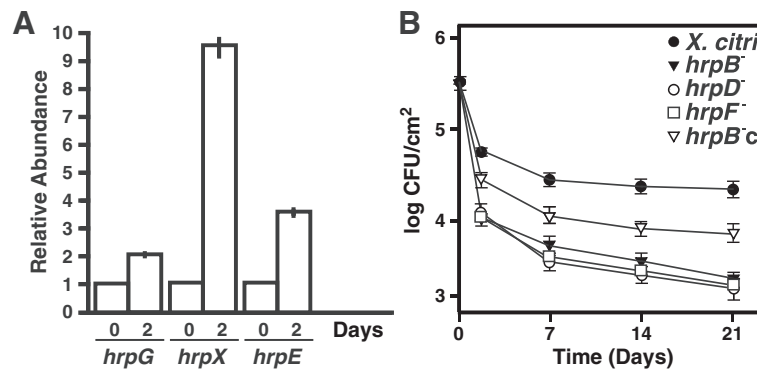 A
Relative Abundance
10
9
8
7
6
5
4
3
2
1
0
0 2 0 2 0 2 Days
hrpG hrpX hrpE
B
log CFU/cm²
6
5
4
3
X. citri
hrpB⁻
hrpD⁻
hrpF⁻
hrpB⁻c
0 7 14 21
Time (Days)